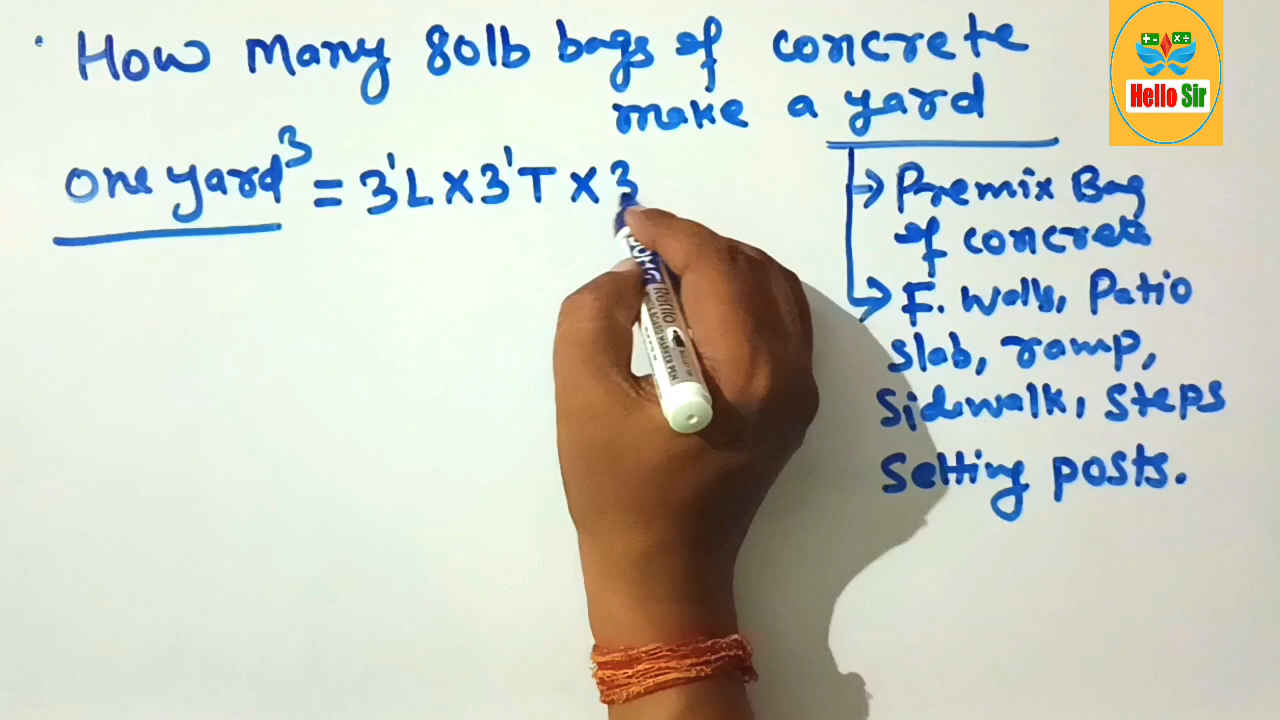 How Many 80lb bags of concrete
make a yard
one yard³ = 3'L X 3'T X 3
→ Premix Bag
of concrete
→ F. Walls, Patio
slab, ramp,
Sidewalk, Steps
Setting posts.
Hello Sir